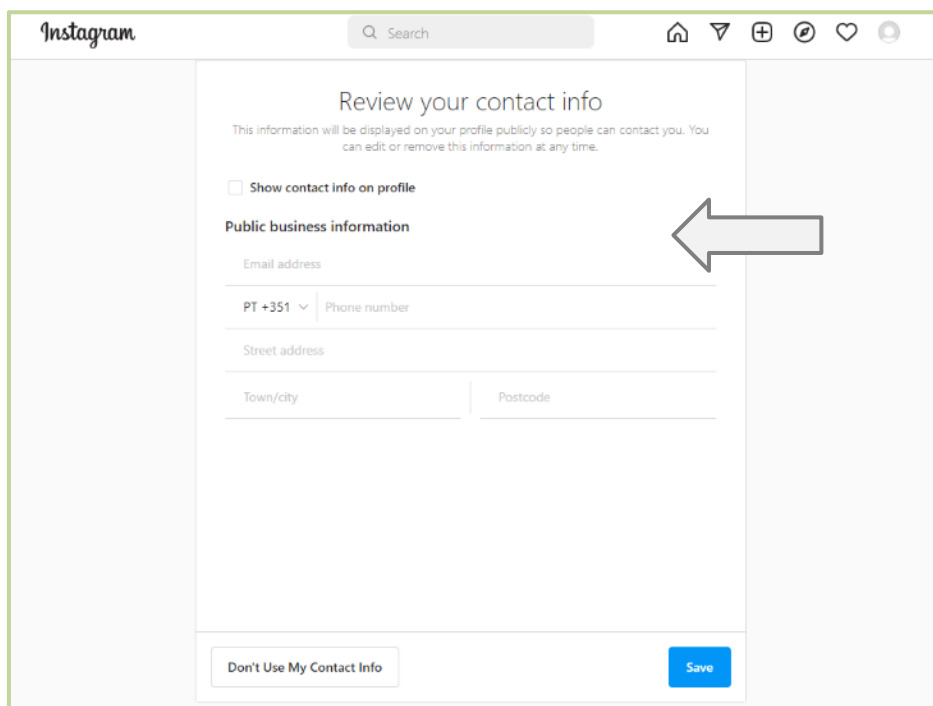 Instagram
Search
Review your contact info
This information will be displayed on your profile publicly so people can contact you. You
can edit or remove this information at any time.
Show contact info on profile
Public business information
Email address
PT +351 Phone number
Street address
Town/city Postcode
Don't Use My Contact Info Save